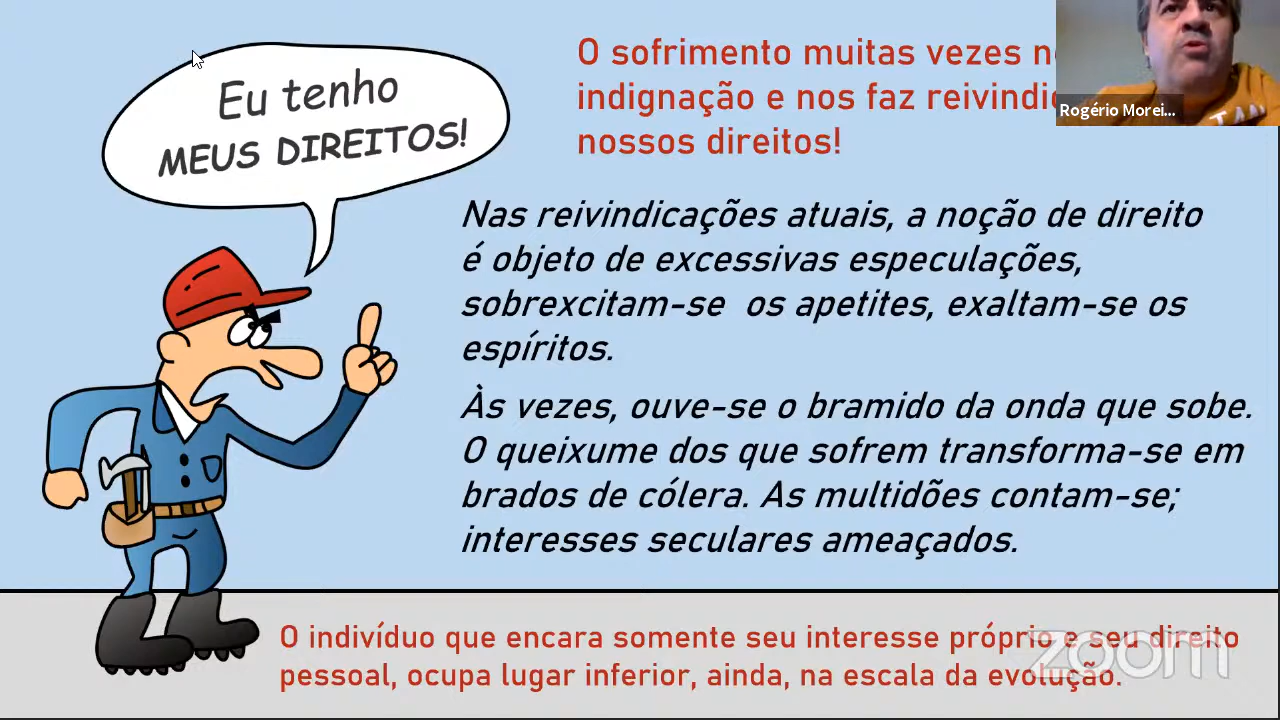 Eu tenho
MEUS DIREITOS!
O sofrimento muitas vezes
indignação e nos faz
nossos direitos!
Rogério Morei...
Nas reivindicações atuais, a noção de direito
é objeto de excessivas especulações,
sobrexcitam-se os apetites, exaltam-se os
espíritos.
Às vezes, ouve-se o bramido da onda que sobe.
O queixume dos que sofrem transforma-se em
brados de cólera. As multidões contam-se;
interesses seculares ameaçados.
O indivíduo que encara somente seu interesse próprio e seu direito
pessoal, ocupa lugar inferior, ainda, na escala da evolução.
zoom